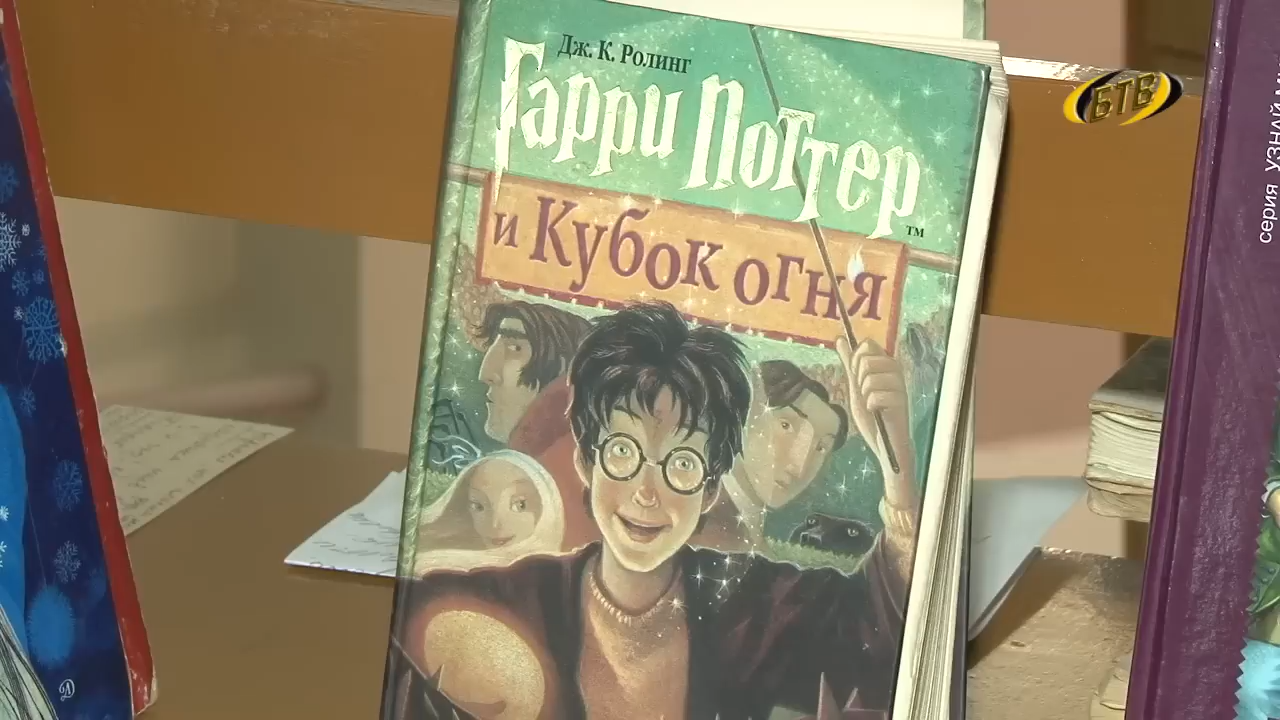 Дж. К. Ролинг
Гарри Поттер
™
и Кубок огня
БТВ
серия УЗНАЙ